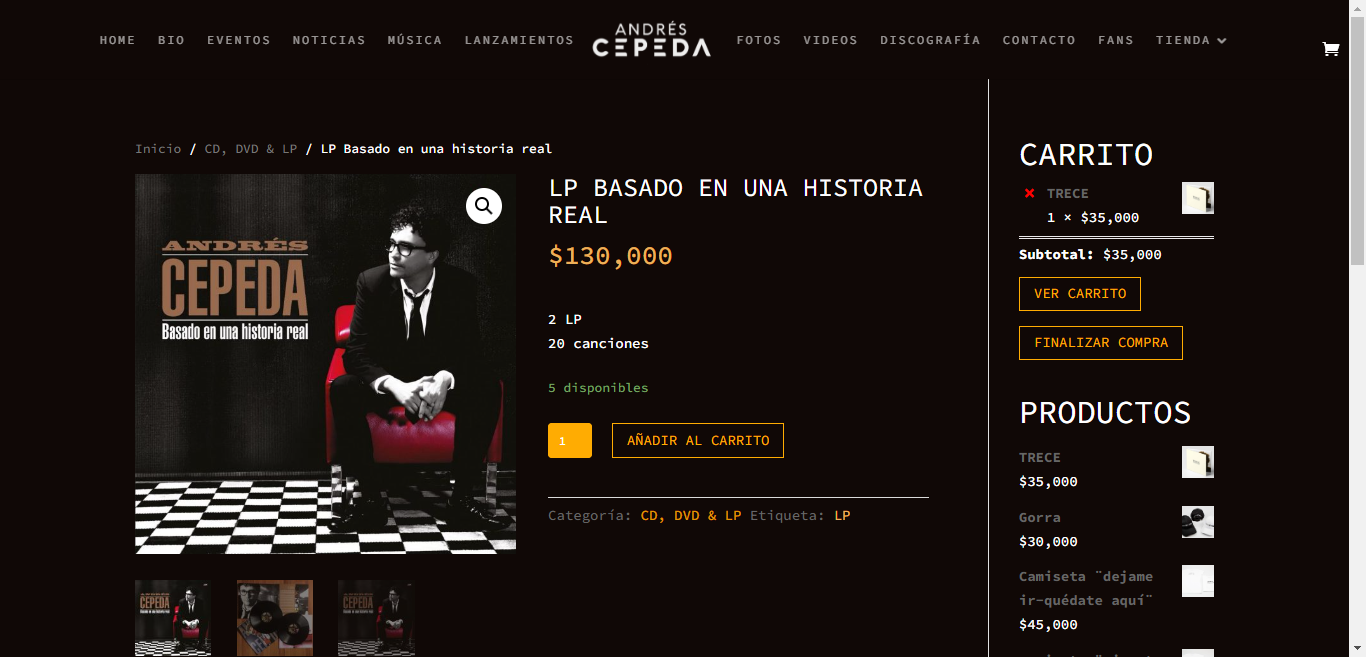 HOME BIO EVENTOS NOTICIAS MÚSICA LANZAMIENTOS
ANDRÉS
CEPEDA
FOTOS VIDEOS DISCOGRAFÍA CONTACTO FANS TIENDA
Inicio / CD, DVD & LP / LP Basado en una historia real
ANDRÉS
CEPEDA
Basado en una historia real
LP BASADO EN UNA HISTORIA
REAL
$130,000
2 LP
20 canciones
5 disponibles
1
AÑADIR AL CARRITO
Categoría: CD, DVD & LP Etiqueta: LP
CEPEDA
CEPEDA
CARRITO
× TRECE
1 × $35,000
Subtotal: $35,000
VER CARRITO
FINALIZAR COMPRA
PRODUCTOS
TRECE
$35,000
Gorra
$30,000
Camiseta ¨dejame
ir-quédate aquí¨
$45,000